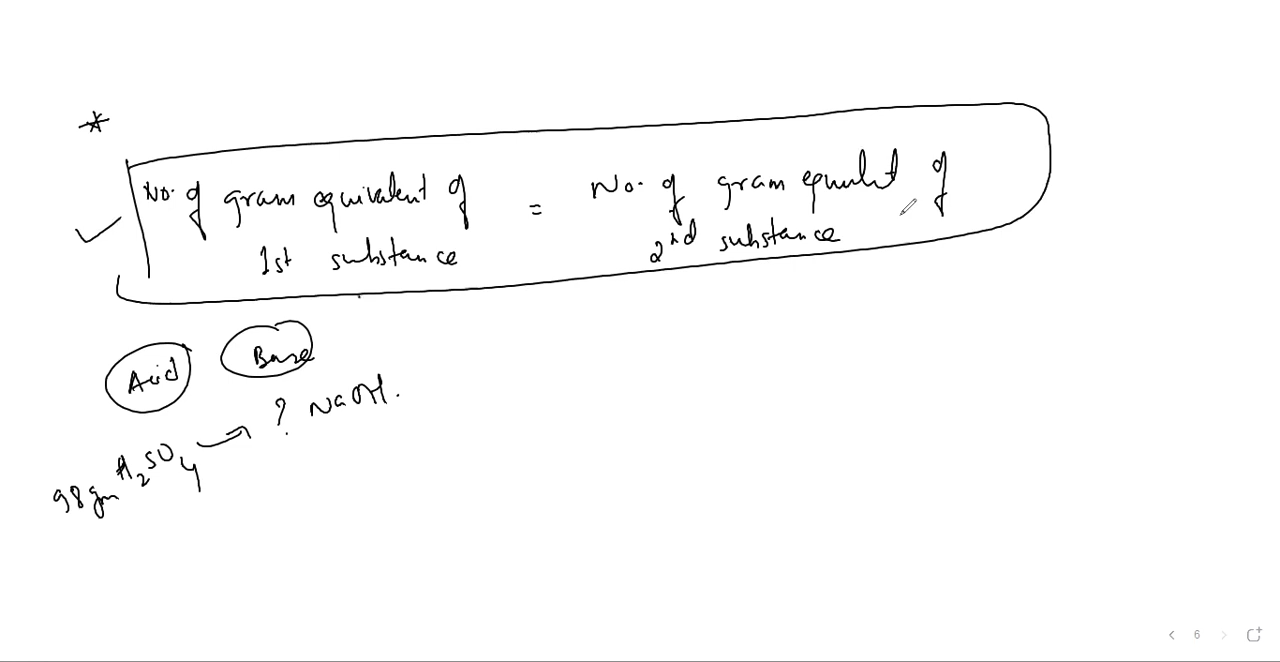 *
No. of gram equivalent of = No. of gram equivalent of
1st substance 2nd substance
Acid Base
98 gm H2SO4 → ? NaOH.
6